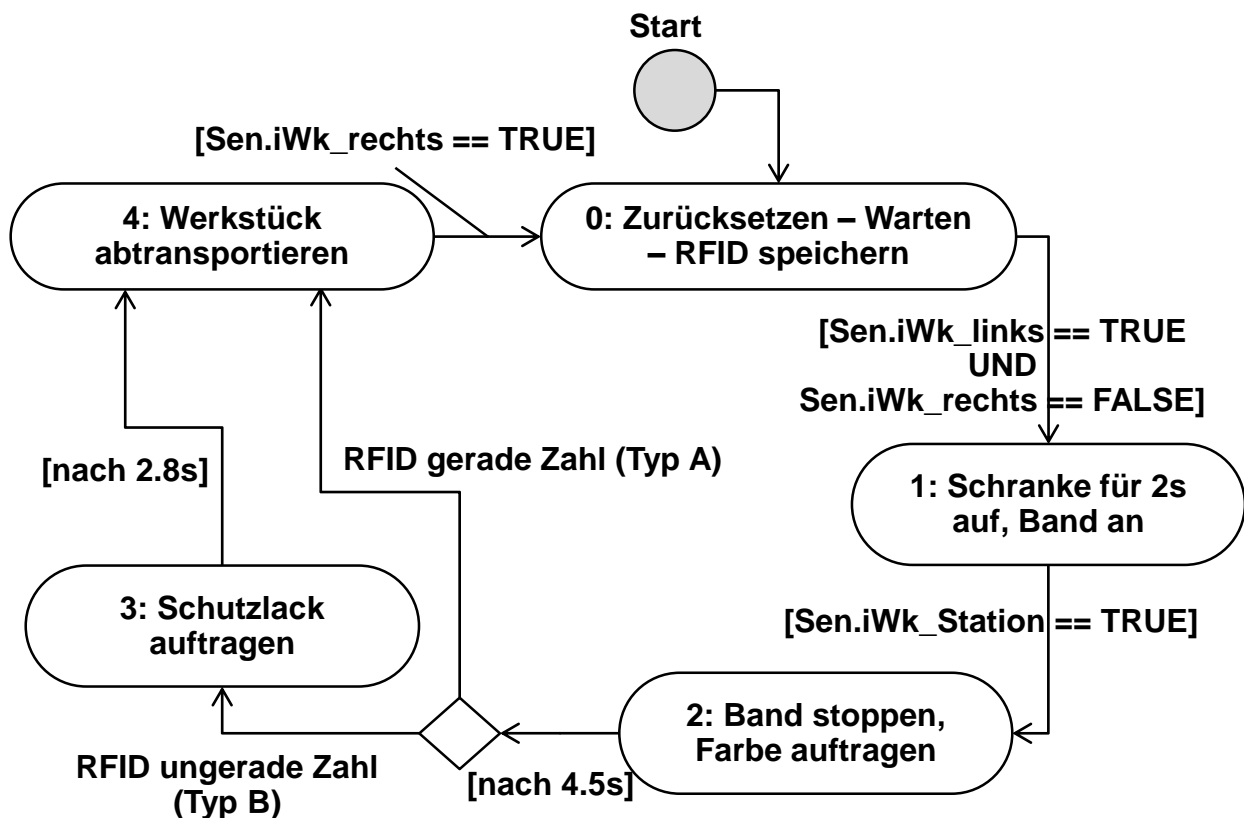 Start
[Sen.iWk_rechts == TRUE]
4: Werkstück
abtransportieren
0: Zurücksetzen – Warten
– RFID speichern
[Sen.iWk_links == TRUE
UND
Sen.iWk_rechts == FALSE]
[nach 2.8s]
RFID gerade Zahl (Typ A)
1: Schranke für 2s
auf, Band an
3: Schutzlack
auftragen
[Sen.iWk_Station == TRUE]
2: Band stoppen,
Farbe auftragen
RFID ungerade Zahl
(Typ B)
[nach 4.5s]